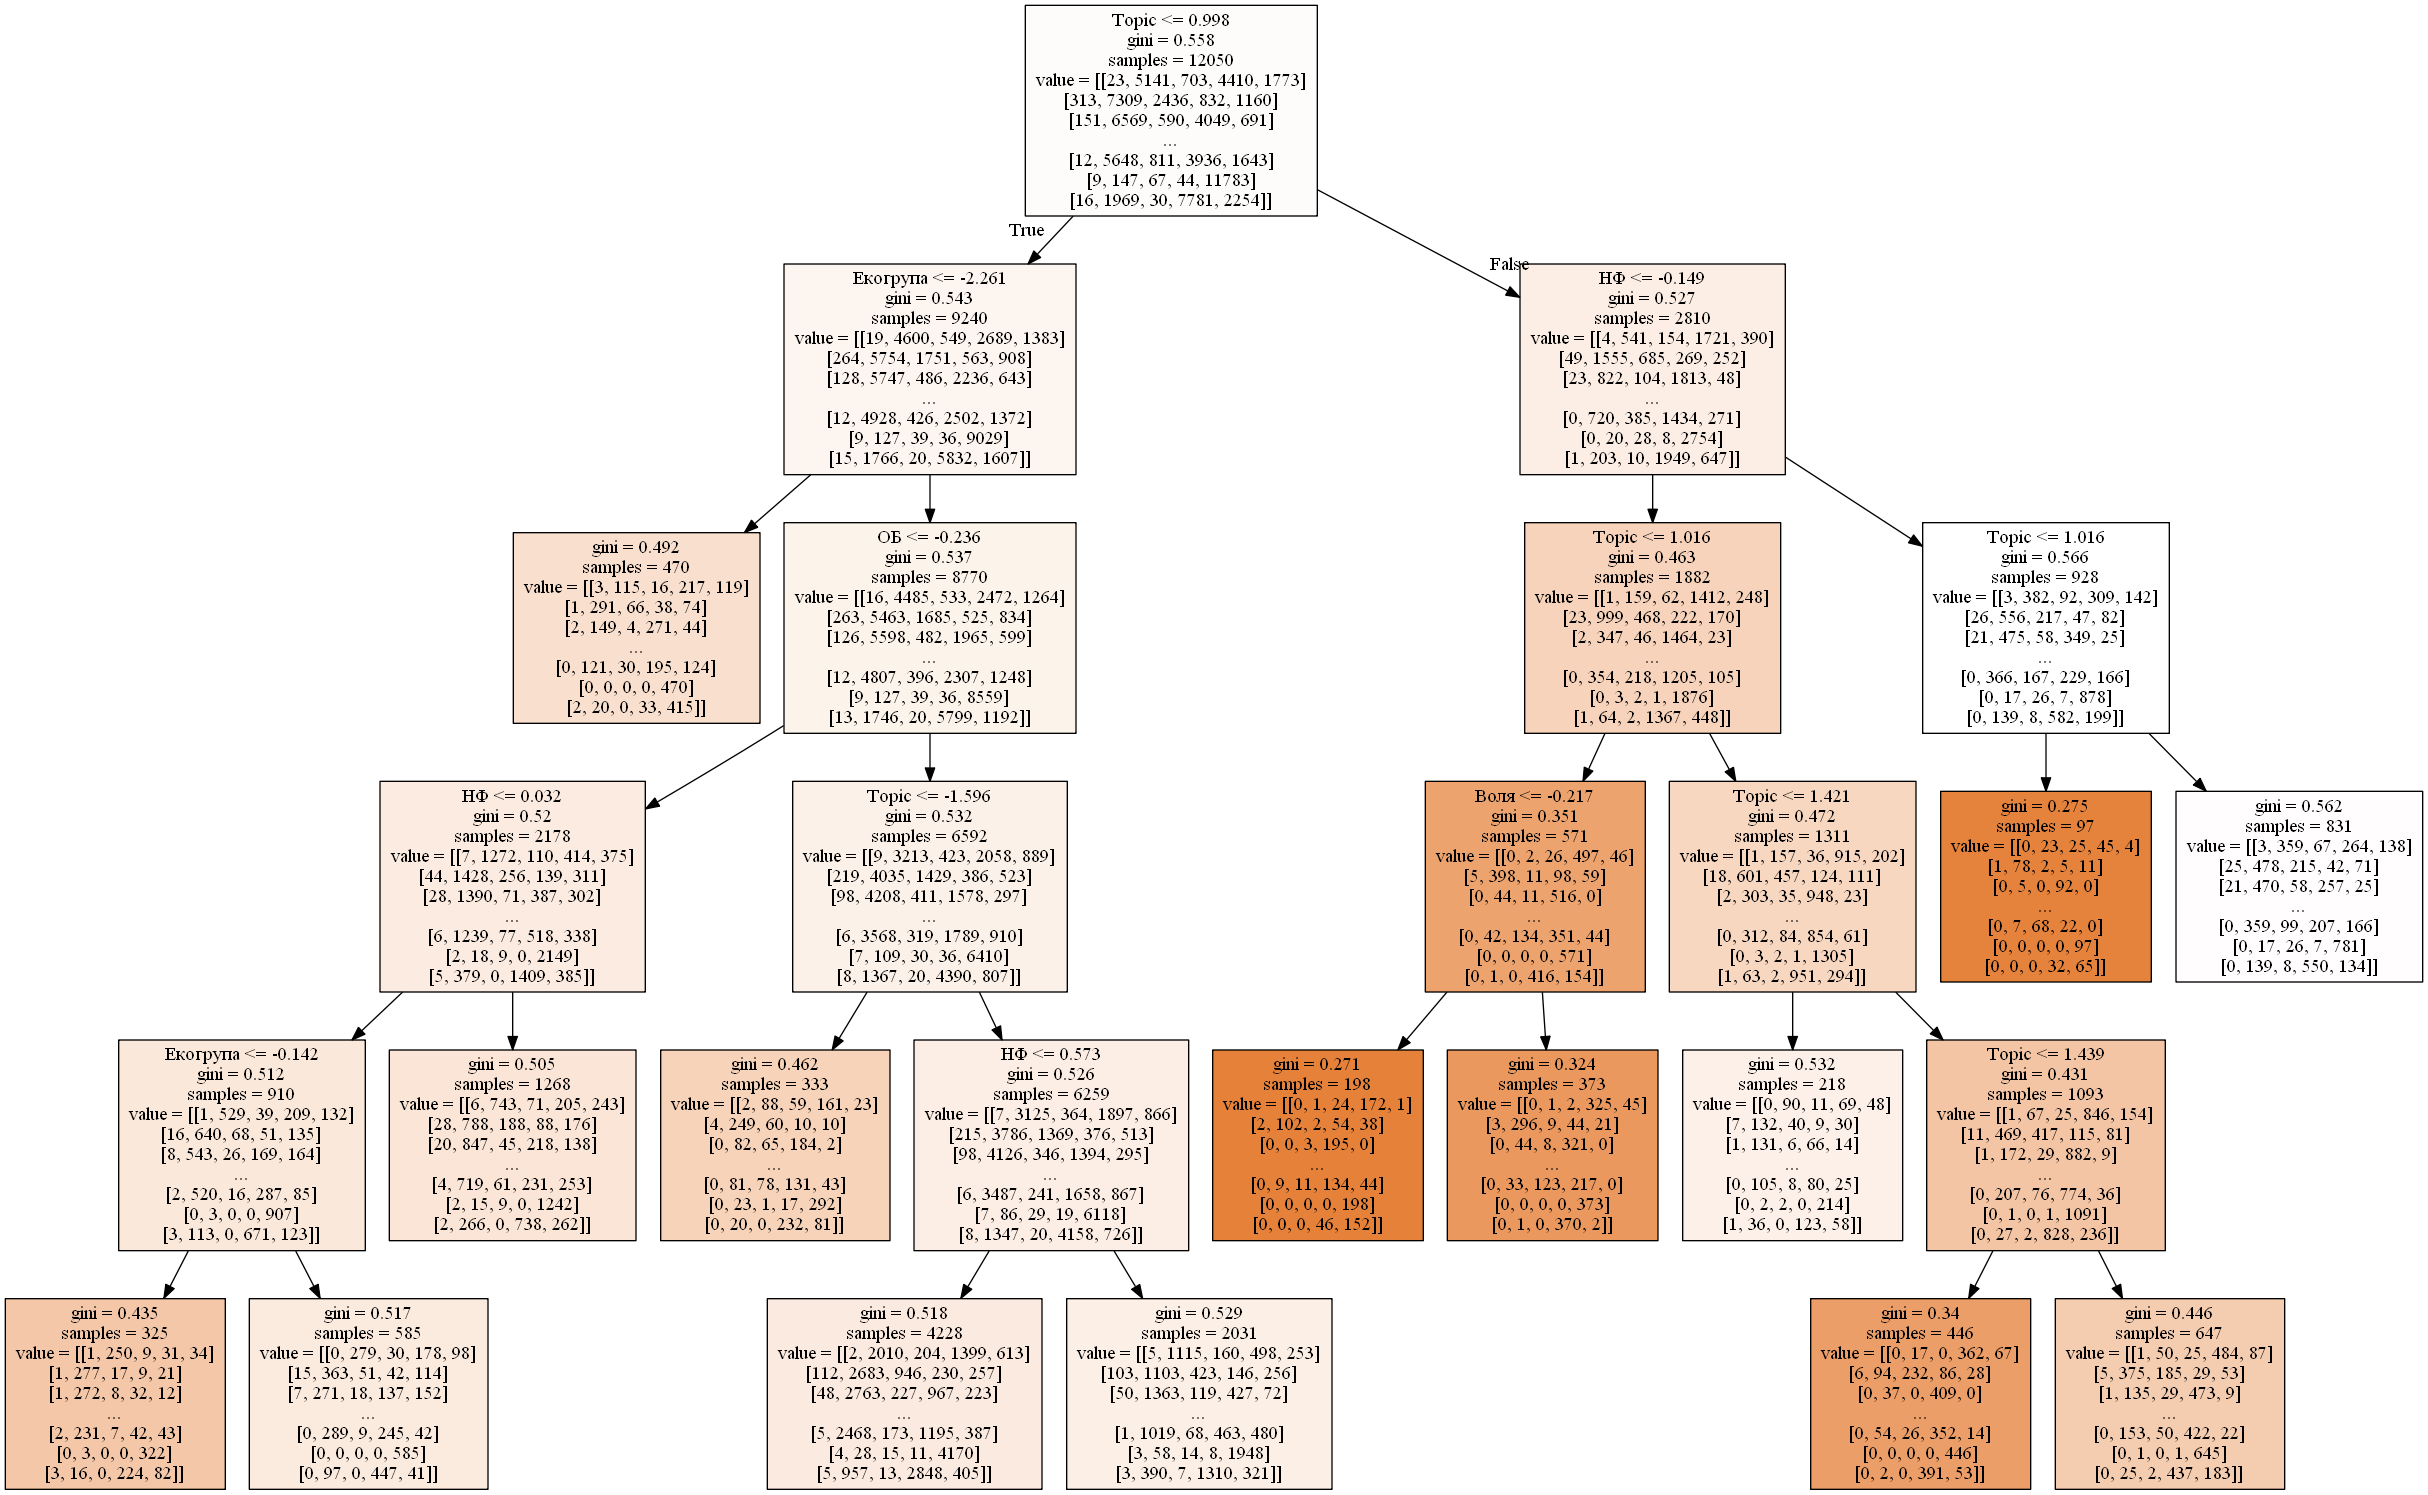 Topic <= 0.998
gini = 0.558
samples = 12050
value = [[23, 5141, 703, 4410, 1773]
[313, 7309, 2436, 832, 1160]
[151, 6569, 590, 4049, 691]
...
[12, 5648, 811, 3936, 1643]
[9, 147, 67, 44, 11783]
[16, 1969, 30, 7781, 2254]]
True
False
Екогрупа <= -2.261
gini = 0.543
samples = 9240
value = [[19, 4600, 549, 2689, 1383]
[264, 5754, 1751, 563, 908]
[128, 5747, 486, 2236, 643]
...
[12, 4928, 426, 2502, 1372]
[9, 127, 39, 36, 9029]
[15, 1766, 20, 5832, 1607]]
НФ <= -0.149
gini = 0.527
samples = 2810
value = [[4, 541, 154, 1721, 390]
[49, 1555, 685, 269, 252]
[23, 822, 104, 1813, 48]
...
[0, 720, 385, 1434, 271]
[0, 20, 28, 8, 2754]
[1, 203, 10, 1949, 647]]
gini = 0.492
samples = 470
value = [[3, 115, 16, 217, 119]
[1, 291, 66, 38, 74]
[2, 149, 4, 271, 44]
...
[0, 121, 30, 195, 124]
[0, 0, 0, 0, 470]
[2, 20, 0, 33, 415]]
ОБ <= -0.236
gini = 0.537
samples = 8770
value = [[16, 4485, 533, 2472, 1264]
[263, 5463, 1685, 525, 834]
[126, 5598, 482, 1965, 599]
...
[12, 4807, 396, 2307, 1248]
[9, 127, 39, 36, 8559]
[13, 1746, 20, 5799, 1192]]
Topic <= 1.016
gini = 0.463
samples = 1882
value = [[1, 159, 62, 1412, 248]
[23, 999, 468, 222, 170]
[2, 347, 46, 1464, 23]
...
[0, 354, 218, 1205, 105]
[0, 3, 2, 1, 1876]
[1, 64, 2, 1367, 448]]
Topic <= 1.016
gini = 0.566
samples = 928
value = [[3, 382, 92, 309, 142]
[26, 556, 217, 47, 82]
[21, 475, 58, 349, 25]
...
[0, 366, 167, 229, 166]
[0, 17, 26, 7, 878]
[0, 139, 8, 582, 199]]
НФ <= 0.032
gini = 0.52
samples = 2178
value = [[7, 1272, 110, 414, 375]
[44, 1428, 256, 139, 311]
[28, 1390, 71, 387, 302]
...
[6, 1239, 77, 518, 338]
[2, 18, 9, 0, 2149]
[5, 379, 0, 1409, 385]]
Topic <= -1.596
gini = 0.532
samples = 6592
value = [[9, 3213, 423, 2058, 889]
[219, 4035, 1429, 386, 523]
[98, 4208, 411, 1578, 297]
...
[6, 3568, 319, 1789, 910]
[7, 109, 30, 36, 6410]
[8, 1367, 20, 4390, 807]]
Воля <= -0.217
gini = 0.351
samples = 571
value = [[0, 2, 26, 497, 46]
[5, 398, 11, 98, 59]
[0, 44, 11, 516, 0]
...
[0, 42, 134, 351, 44]
[0, 0, 0, 0, 571]
[0, 1, 0, 416, 154]]
Topic <= 1.421
gini = 0.472
samples = 1311
value = [[1, 157, 36, 915, 202]
[18, 601, 457, 124, 111]
[2, 303, 35, 948, 23]
...
[0, 312, 84, 854, 61]
[0, 3, 2, 1, 1305]
[1, 63, 2, 951, 294]]
gini = 0.275
samples = 97
value = [[0, 23, 25, 45, 4]
[1, 78, 2, 5, 11]
[0, 5, 0, 92, 0]
...
[0, 7, 68, 22, 0]
[0, 0, 0, 0, 97]
[0, 0, 0, 32, 65]]
gini = 0.562
samples = 831
value = [[3, 359, 67, 264, 138]
[25, 478, 215, 42, 71]
[21, 470, 58, 257, 25]
...
[0, 359, 99, 207, 166]
[0, 17, 26, 7, 781]
[0, 139, 8, 550, 134]]
Екогрупа <= -0.142
gini = 0.512
samples = 910
value = [[1, 529, 39, 209, 132]
[16, 640, 68, 51, 135]
[8, 543, 26, 169, 164]
...
[2, 520, 16, 287, 85]
[0, 3, 0, 0, 907]
[3, 113, 0, 671, 123]]
gini = 0.505
samples = 1268
value = [[6, 743, 71, 205, 243]
[28, 788, 188, 88, 176]
[20, 847, 45, 218, 138]
...
[4, 719, 61, 231, 253]
[2, 15, 9, 0, 1242]
[2, 266, 0, 738, 262]]
gini = 0.462
samples = 333
value = [[2, 88, 59, 161, 23]
[4, 249, 60, 10, 10]
[0, 82, 65, 184, 2]
...
[0, 81, 78, 131, 43]
[0, 23, 1, 17, 292]
[0, 20, 0, 232, 81]]
НФ <= 0.573
gini = 0.526
samples = 6259
value = [[7, 3125, 364, 1897, 866]
[215, 3786, 1369, 376, 513]
[98, 4126, 346, 1394, 295]
...
[6, 3487, 241, 1658, 867]
[7, 86, 29, 19, 6118]
[8, 1347, 20, 4158, 726]]
gini = 0.271
samples = 198
value = [[0, 1, 24, 172, 1]
[2, 102, 2, 54, 38]
[0, 0, 3, 195, 0]
...
[0, 9, 11, 134, 44]
[0, 0, 0, 0, 198]
[0, 0, 0, 46, 152]]
gini = 0.324
samples = 373
value = [[0, 1, 2, 325, 45]
[3, 296, 9, 44, 21]
[0, 44, 8, 321, 0]
...
[0, 33, 123, 217, 0]
[0, 0, 0, 0, 373]
[0, 1, 0, 370, 2]]
gini = 0.532
samples = 218
value = [[0, 90, 11, 69, 48]
[7, 132, 40, 9, 30]
[1, 131, 6, 66, 14]
...
[0, 105, 8, 80, 25]
[0, 2, 2, 0, 214]
[1, 36, 0, 123, 58]]
Topic <= 1.439
gini = 0.431
samples = 1093
value = [[1, 67, 25, 846, 154]
[11, 469, 417, 115, 81]
[1, 172, 29, 882, 9]
...
[0, 207, 76, 774, 36]
[0, 1, 0, 1, 1091]
[0, 27, 2, 828, 236]]
gini = 0.435
samples = 325
value = [[1, 250, 9, 31, 34]
[1, 277, 17, 9, 21]
[1, 272, 8, 32, 12]
...
[2, 231, 7, 42, 43]
[0, 3, 0, 0, 322]
[3, 16, 0, 224, 82]]
gini = 0.517
samples = 585
value = [[0, 279, 30, 178, 98]
[15, 363, 51, 42, 114]
[7, 271, 18, 137, 152]
...
[0, 289, 9, 245, 42]
[0, 0, 0, 0, 585]
[0, 97, 0, 447, 41]]
gini = 0.518
samples = 4228
value = [[2, 2010, 204, 1399, 613]
[112, 2683, 946, 230, 257]
[48, 2763, 227, 967, 223]
...
[5, 2468, 173, 1195, 387]
[4, 28, 15, 11, 4170]
[5, 957, 13, 2848, 405]]
gini = 0.529
samples = 2031
value = [[5, 1115, 160, 498, 253]
[103, 1103, 423, 146, 256]
[50, 1363, 119, 427, 72]
...
[1, 1019, 68, 463, 480]
[3, 58, 14, 8, 1948]
[3, 390, 7, 1310, 321]]
gini = 0.34
samples = 446
value = [[0, 17, 0, 362, 67]
[6, 94, 232, 86, 28]
[0, 37, 0, 409, 0]
...
[0, 54, 26, 352, 14]
[0, 0, 0, 0, 446]
[0, 2, 0, 391, 53]]
gini = 0.446
samples = 647
value = [[1, 50, 25, 484, 87]
[5, 375, 185, 29, 53]
[1, 135, 29, 473, 9]
...
[0, 153, 50, 422, 22]
[0, 1, 0, 1, 645]
[0, 25, 2, 437, 183]]